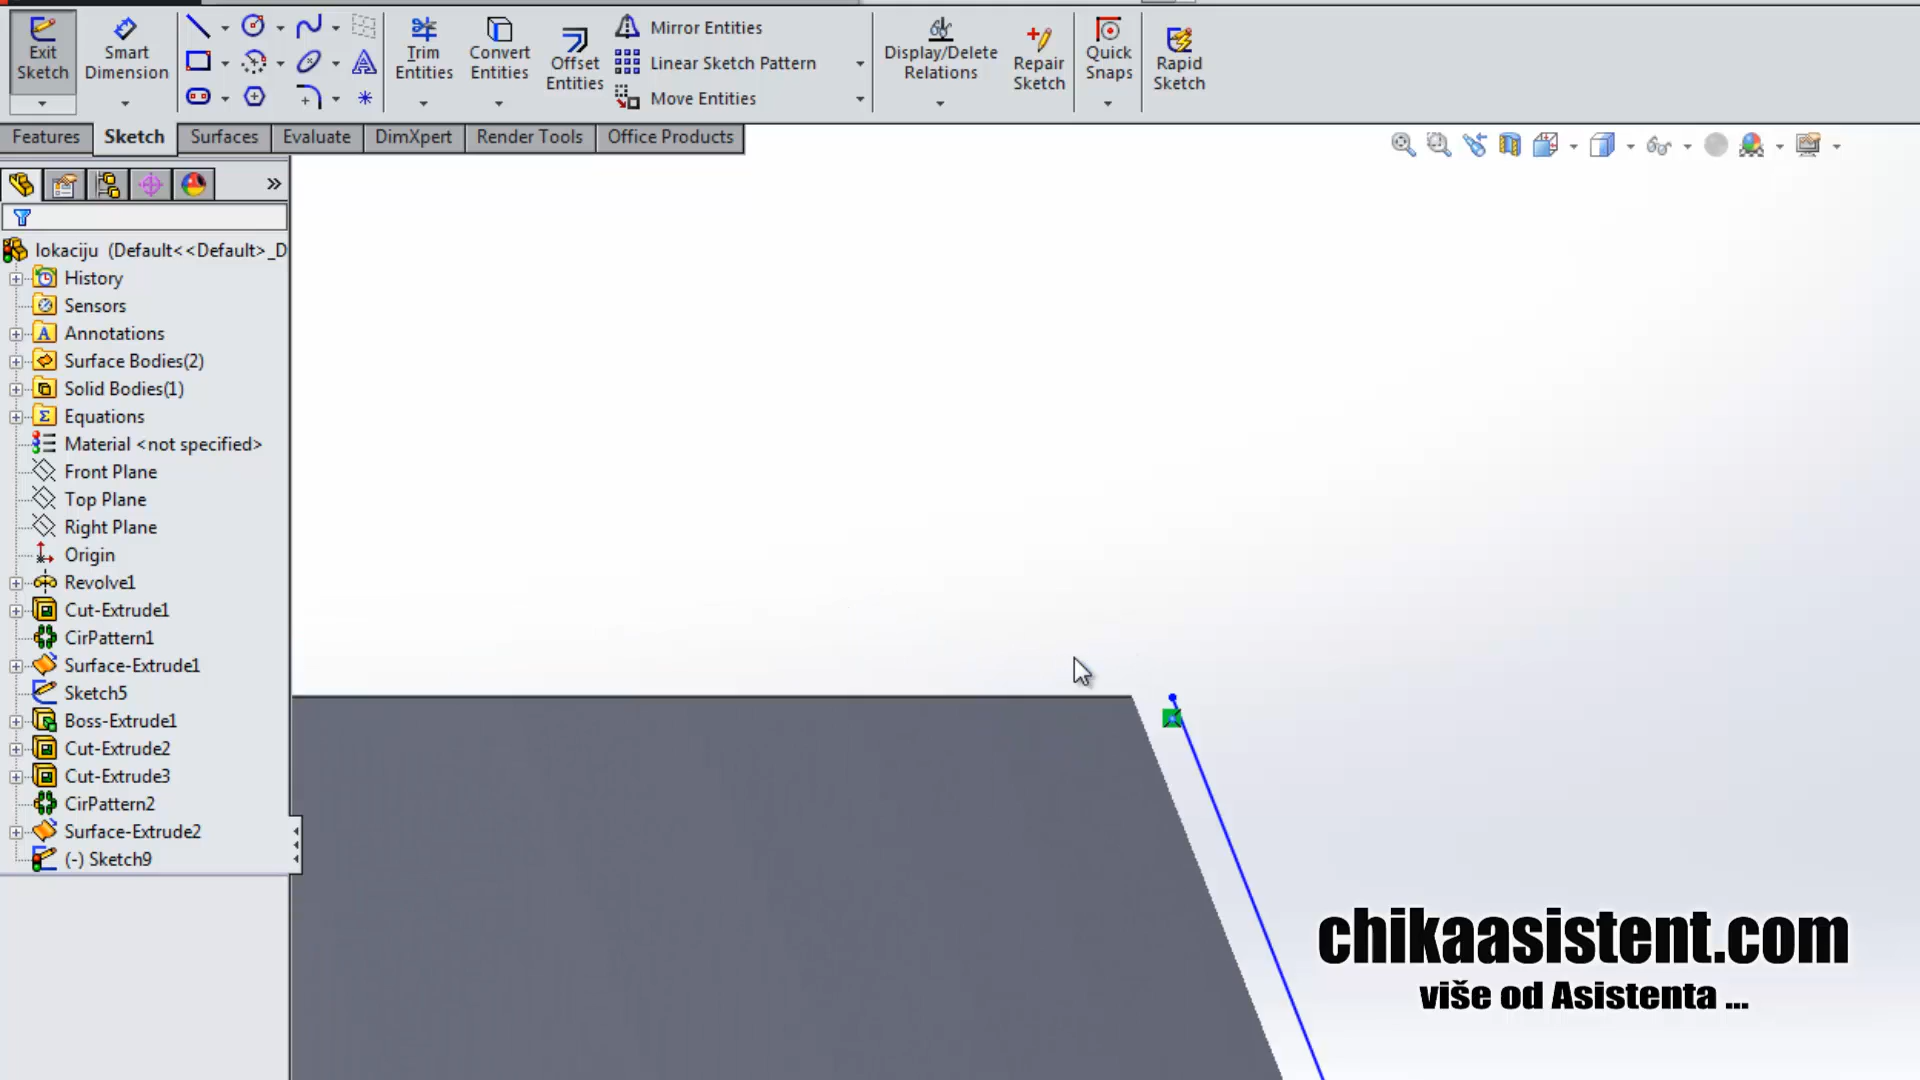 Exit Sketch
Smart Dimension
Trim Entities
Convert Entities
Offset Entities
Mirror Entities
Linear Sketch Pattern
Move Entities
Display/Delete Relations
Repair Sketch
Quick Snaps
Rapid Sketch
Features
Sketch
Surfaces
Evaluate
DimXpert
Render Tools
Office Products
lokaciju (Default<<Default>_D
History
Sensors
Annotations
Surface Bodies(2)
Solid Bodies(1)
Equations
Material <not specified>
Front Plane
Top Plane
Right Plane
Origin
Revolve1
Cut-Extrude1
CirPattern1
Surface-Extrude1
Sketch5
Boss-Extrude1
Cut-Extrude2
Cut-Extrude3
CirPattern2
Surface-Extrude2
(-) Sketch9
chikaasistent.com
više od Asistenta ...